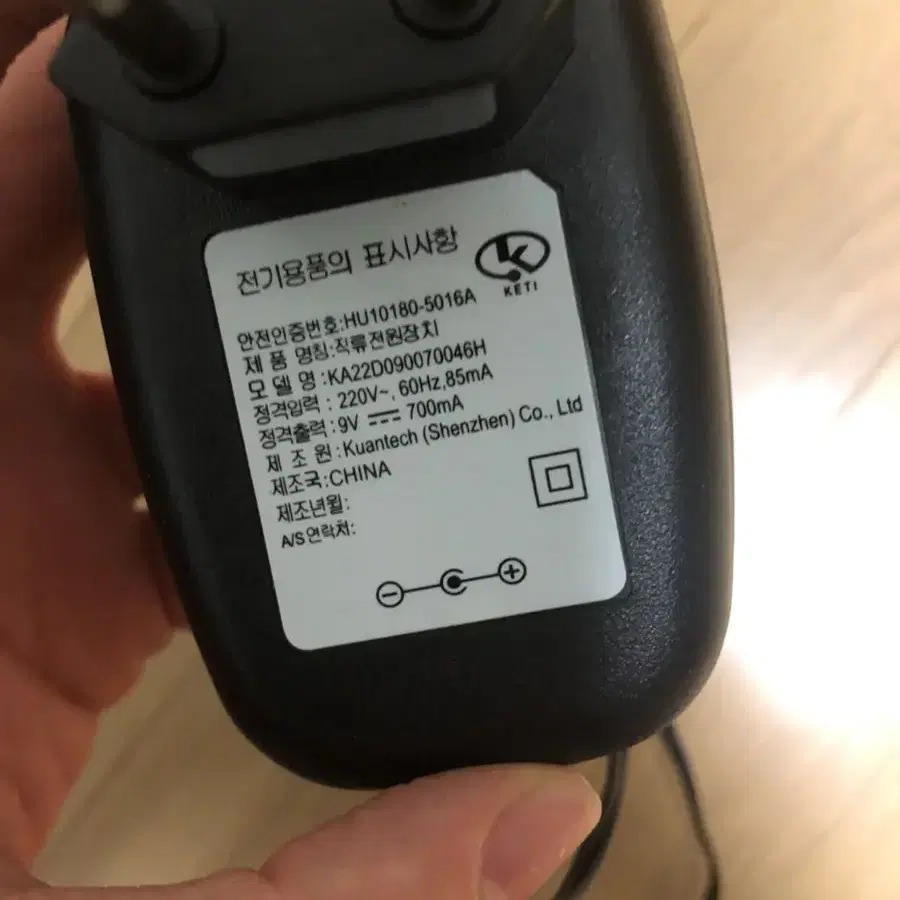 전기용품의 표시사항
KETI
안전인증번호:HU10180-5016A
제 품 명칭:직류전원장치
모 델 명:KA22D090070046H
정격입력 : 220V~, 60Hz,85mA
정격출력:9V ⎓ 700mA
제 조 원:Kuantech (Shenzhen) Co., Ltd
제조국:CHINA
제조년월:
A/S연락처: